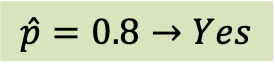 p̂ = 0.8 → Yes